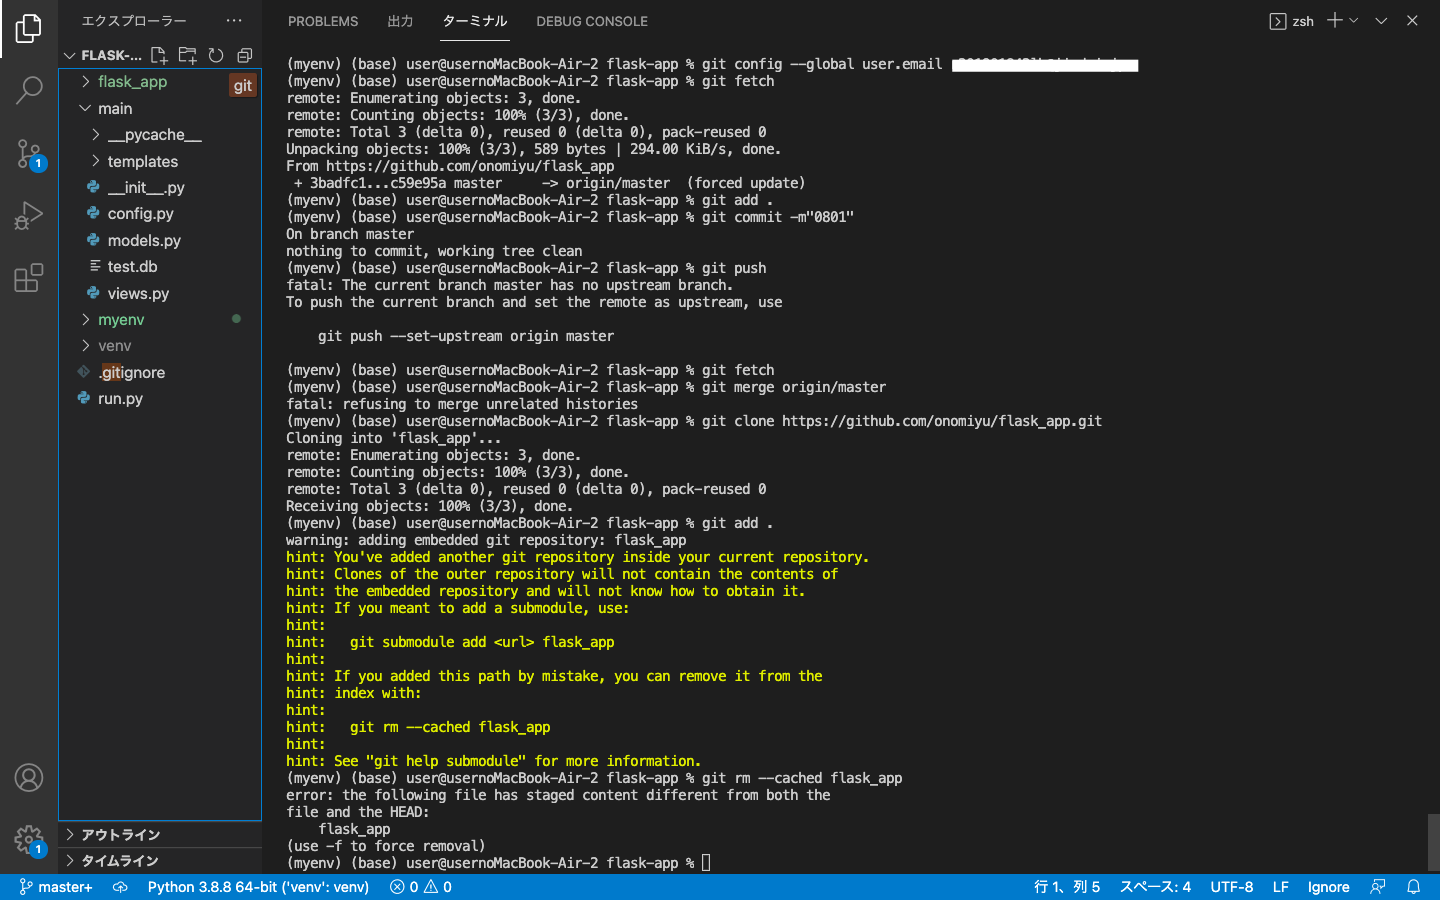 エクスプローラー
FLASK-...
flask_app
git
main
__pycache__
templates
__init__.py
config.py
models.py
test.db
views.py
myenv
venv
.gitignore
run.py
アウトライン
タイムライン
1
1
PROBLEMS 出力 ターミナル DEBUG CONSOLE
zsh
(myenv) (base) user@usernoMacBook-Air-2 flask-app % git config --global user.email
(myenv) (base) user@usernoMacBook-Air-2 flask-app % git fetch
remote: Enumerating objects: 3, done.
remote: Counting objects: 100% (3/3), done.
remote: Total 3 (delta 0), reused 0 (delta 0), pack-reused 0
Unpacking objects: 100% (3/3), 589 bytes | 294.00 KiB/s, done.
From https://github.com/onomiyu/flask_app
 + 3badfc1...c59e95a master     -> origin/master  (forced update)
(myenv) (base) user@usernoMacBook-Air-2 flask-app % git add .
(myenv) (base) user@usernoMacBook-Air-2 flask-app % git commit -m"0801"
On branch master
nothing to commit, working tree clean
(myenv) (base) user@usernoMacBook-Air-2 flask-app % git push
fatal: The current branch master has no upstream branch.
To push the current branch and set the remote as upstream, use
    git push --set-upstream origin master
(myenv) (base) user@usernoMacBook-Air-2 flask-app % git fetch
(myenv) (base) user@usernoMacBook-Air-2 flask-app % git merge origin/master
fatal: refusing to merge unrelated histories
(myenv) (base) user@usernoMacBook-Air-2 flask-app % git clone https://github.com/onomiyu/flask_app.git
Cloning into 'flask_app'...
remote: Enumerating objects: 3, done.
remote: Counting objects: 100% (3/3), done.
remote: Total 3 (delta 0), reused 0 (delta 0), pack-reused 0
Receiving objects: 100% (3/3), done.
(myenv) (base) user@usernoMacBook-Air-2 flask-app % git add .
warning: adding embedded git repository: flask_app
hint: You've added another git repository inside your current repository.
hint: Clones of the outer repository will not contain the contents of
hint: the embedded repository and will not know how to obtain it.
hint: If you meant to add a submodule, use:
hint:
hint:   git submodule add <url> flask_app
hint:
hint: If you added this path by mistake, you can remove it from the
hint: index with:
hint:
hint:   git rm --cached flask_app
hint:
hint: See "git help submodule" for more information.
(myenv) (base) user@usernoMacBook-Air-2 flask-app % git rm --cached flask_app
error: the following file has staged content different from both the
file and the HEAD:
    flask_app
(use -f to force removal)
(myenv) (base) user@usernoMacBook-Air-2 flask-app %
master+ Python 3.8.8 64-bit ('venv': venv) 0 0 行 1、列 5 スペース: 4 UTF-8 LF Ignore